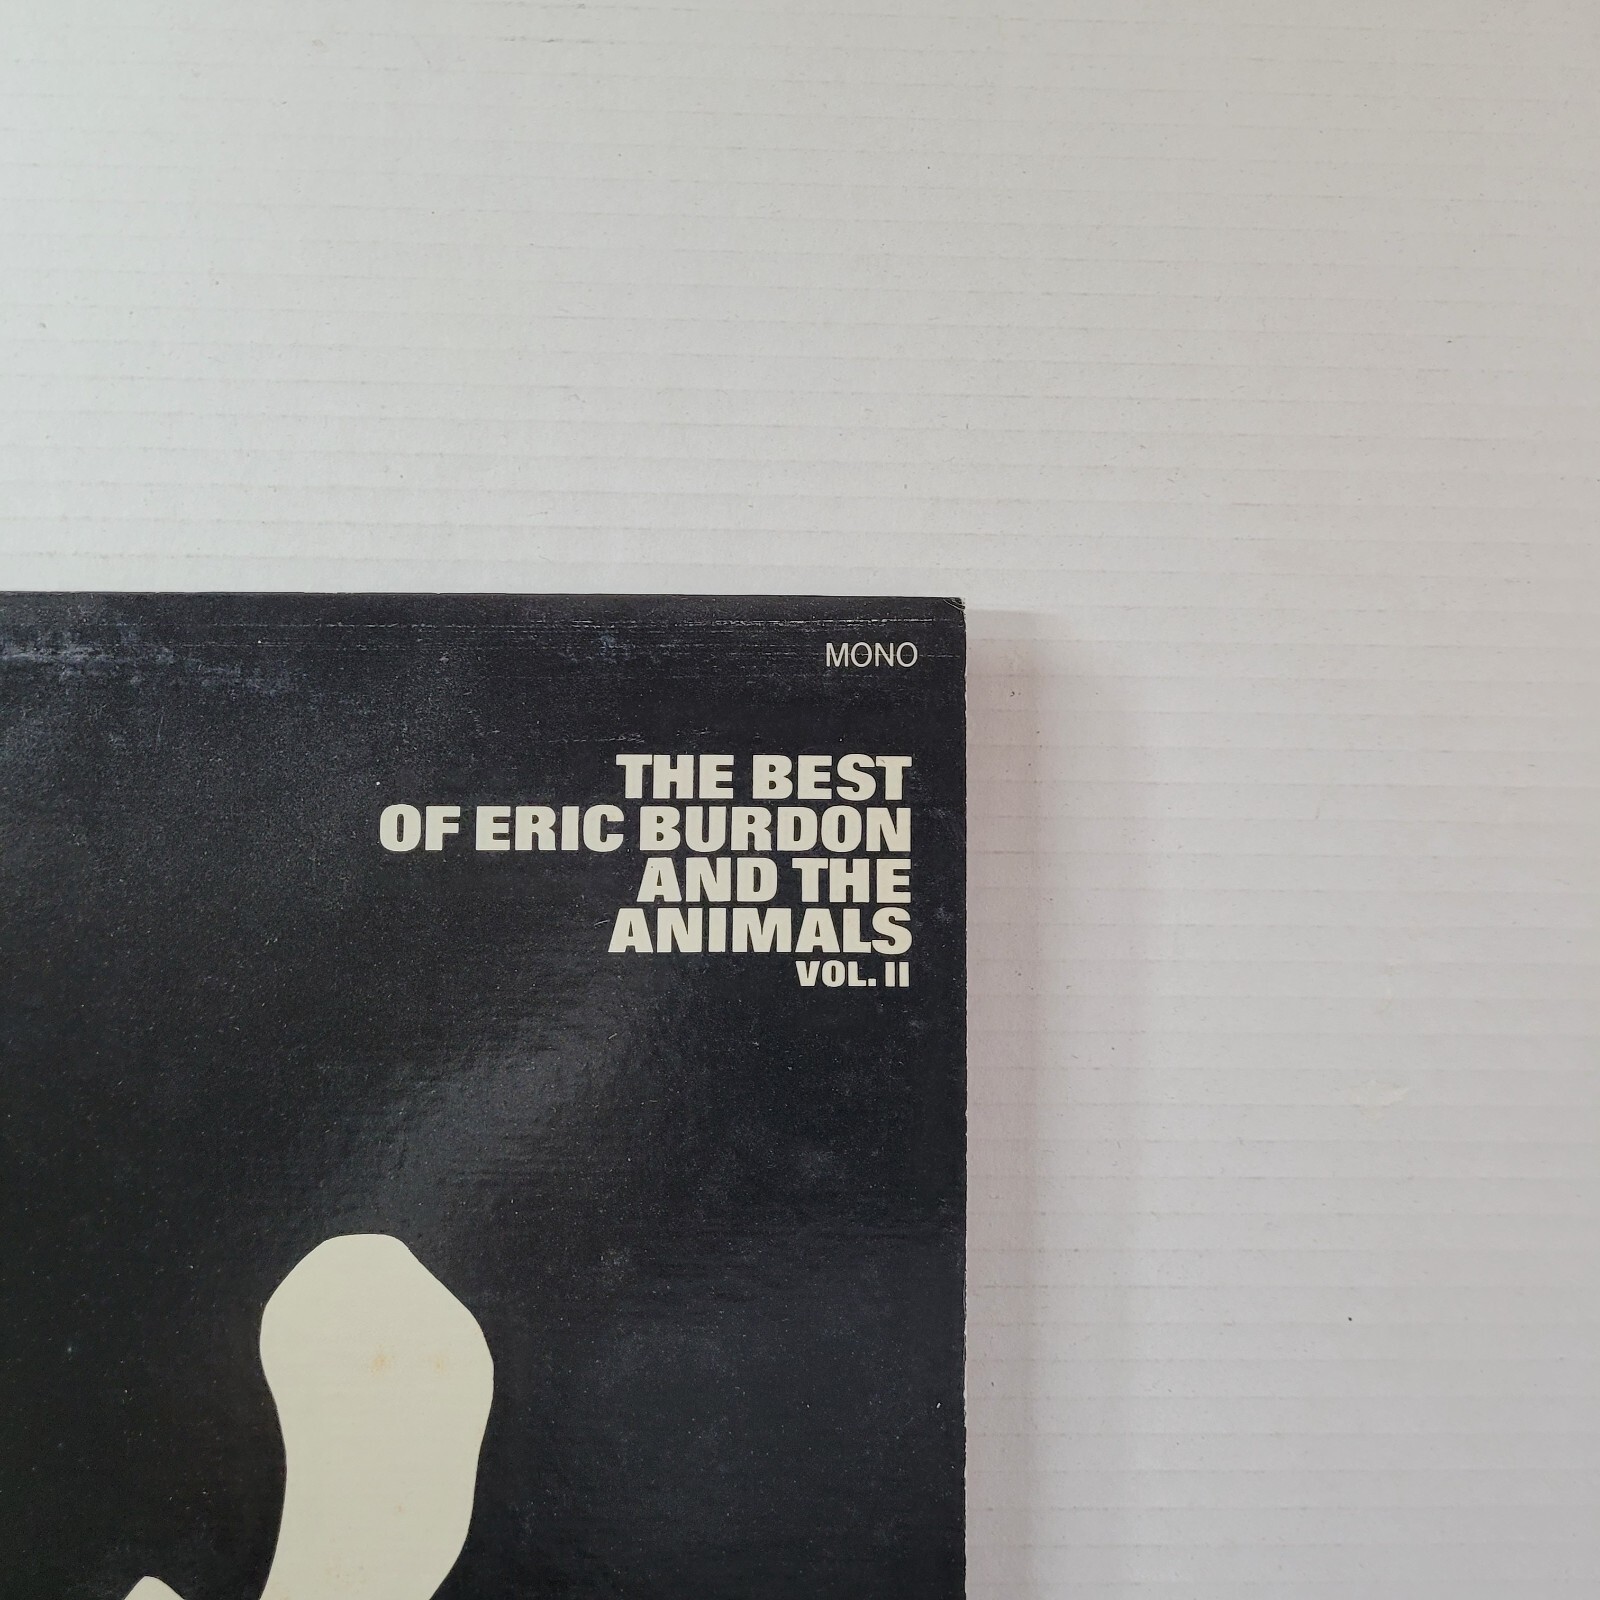 MONO
THE BEST
OF ERIC BURDON
AND THE
ANIMALS
VOL. II